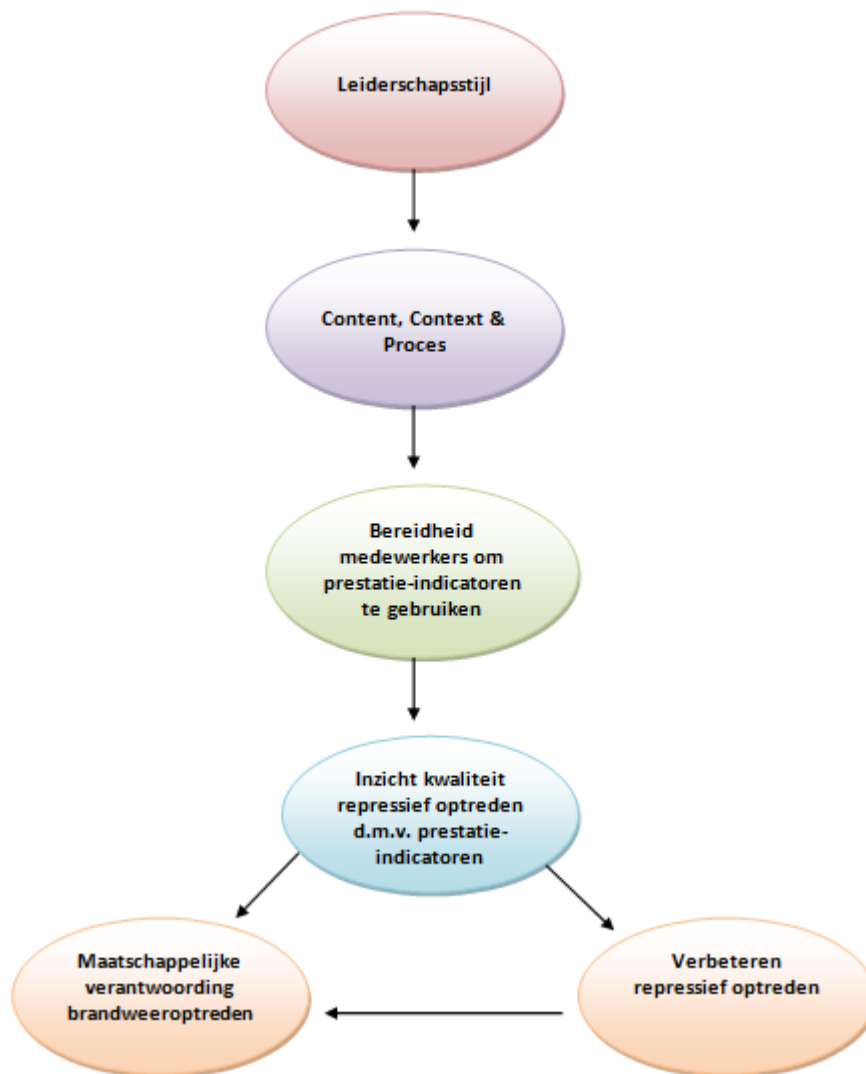 Leiderschapsstijl
Content, Context &
Proces
Bereidheid
medewerkers om
prestatie-indicatoren
te gebruiken
Inzicht kwaliteit
repressief optreden
d.m.v. prestatie-
indicatoren
Maatschappelijke
verantwoording
brandweeroptreden
Verbeteren
repressief optreden